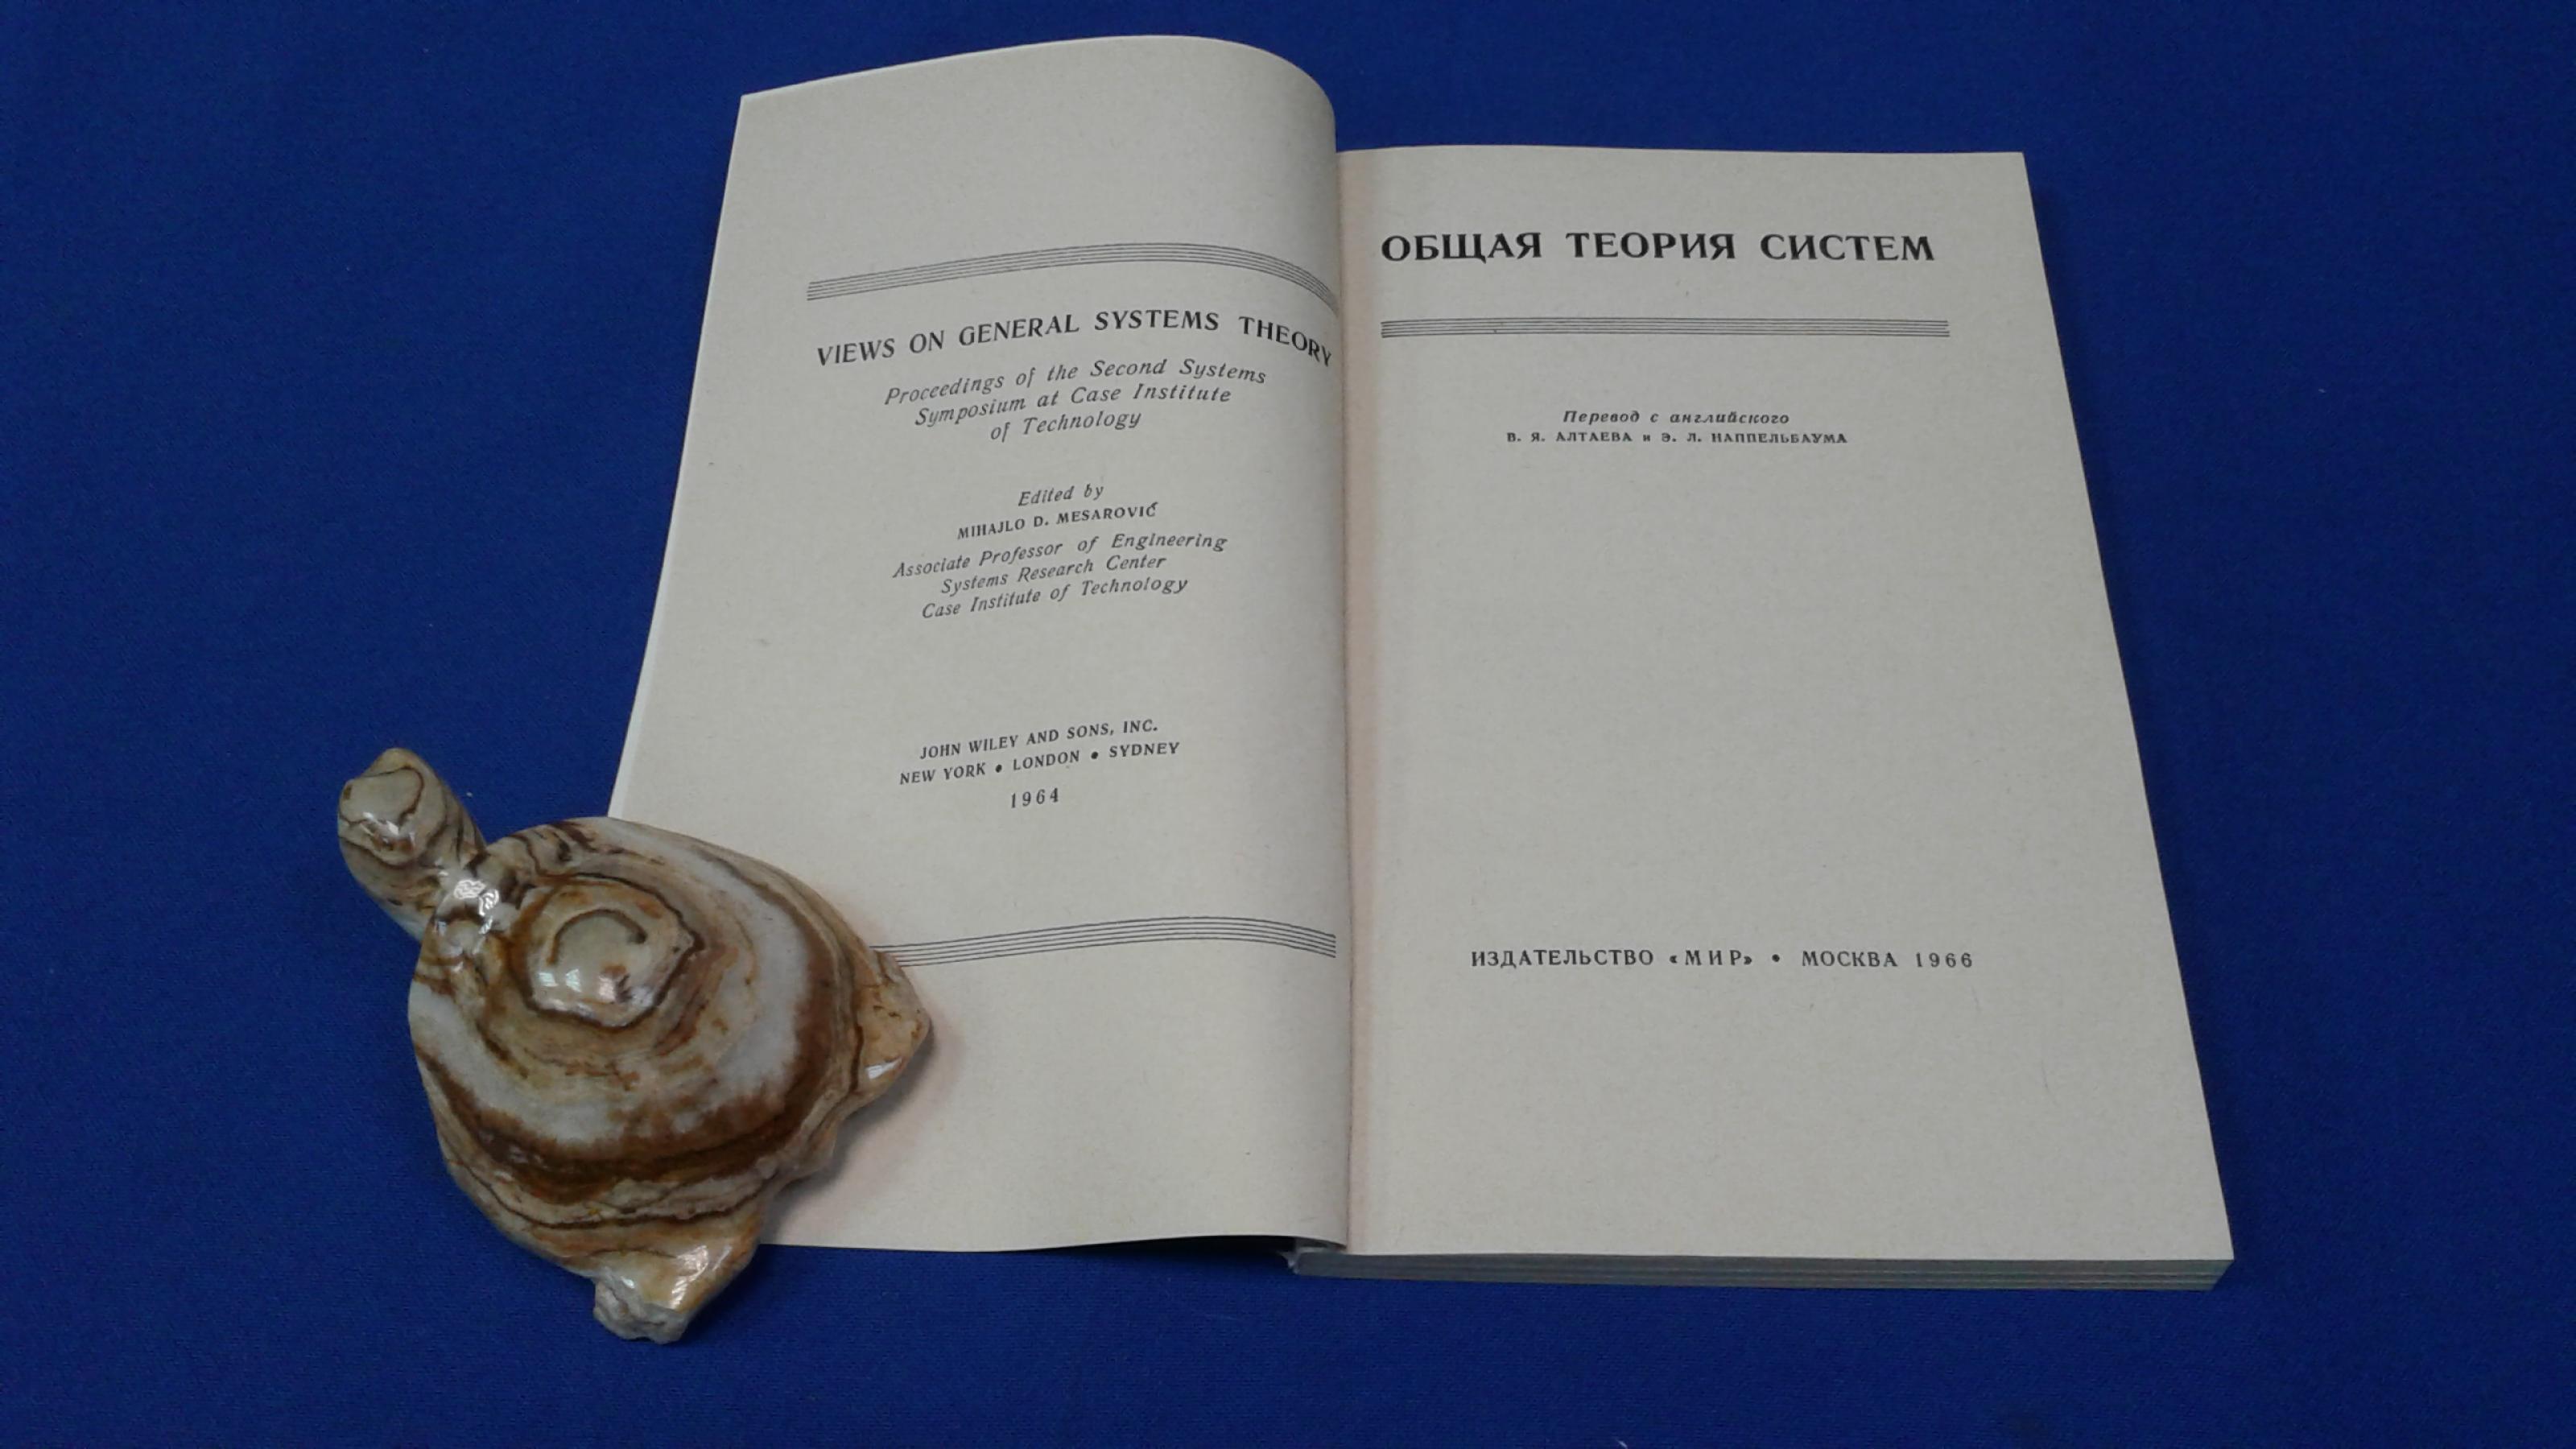 VIEWS ON GENERAL SYSTEMS THEORY
Proceedings of the Second Systems
Symposium at Case Institute
of Technology
Edited by
MIHAJLO D. MESAROVIĆ
Associate Professor of Engineering
Systems Research Center
Case Institute of Technology
JOHN WILEY AND SONS, INC.
NEW YORK • LONDON • SYDNEY
1964
ОБЩАЯ ТЕОРИЯ СИСТЕМ
Перевод с английского
В. Я. АЛТАЕВА и Э. Л. НАППЕЛЬБАУМА
ИЗДАТЕЛЬСТВО «МИР» • МОСКВА 1966